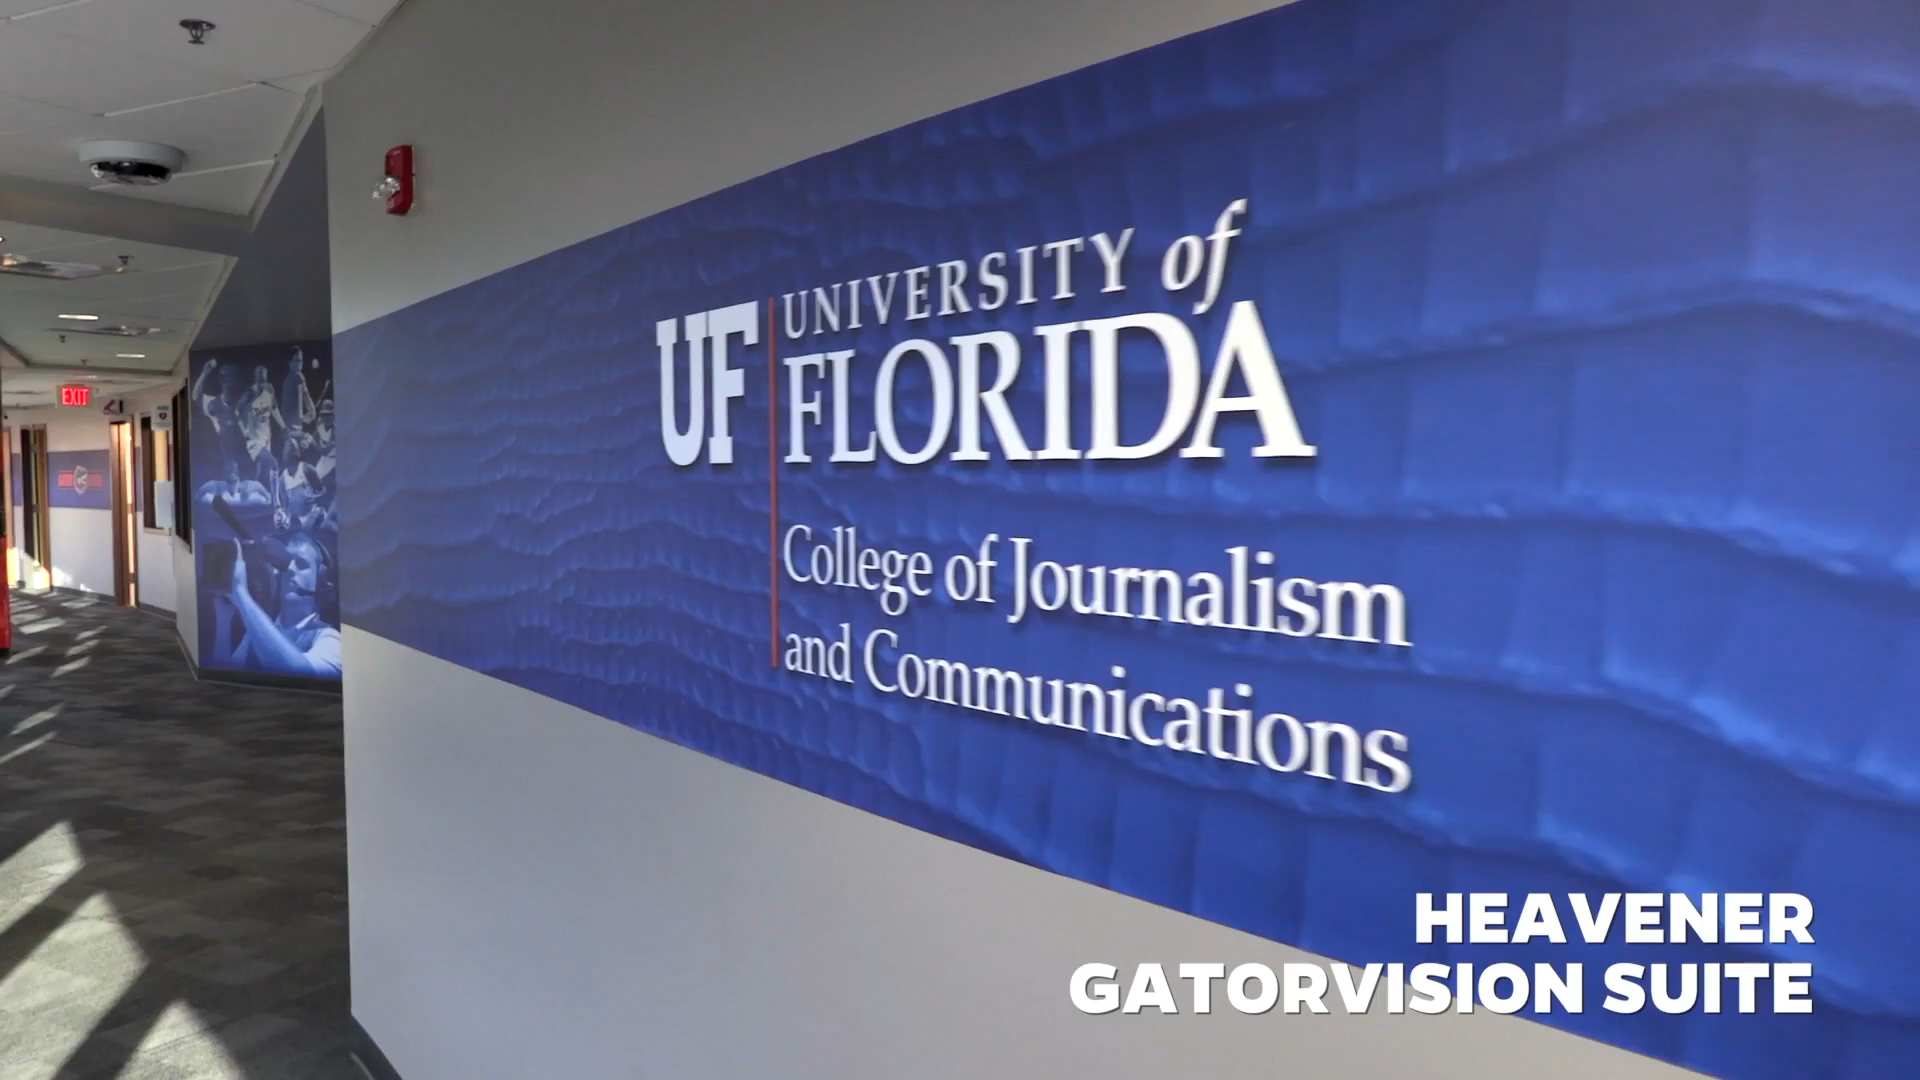 UF
UNIVERSITY of
FLORIDA
College of Journalism
and Communications
EXIT
HEAVENER
GATORVISION SUITE